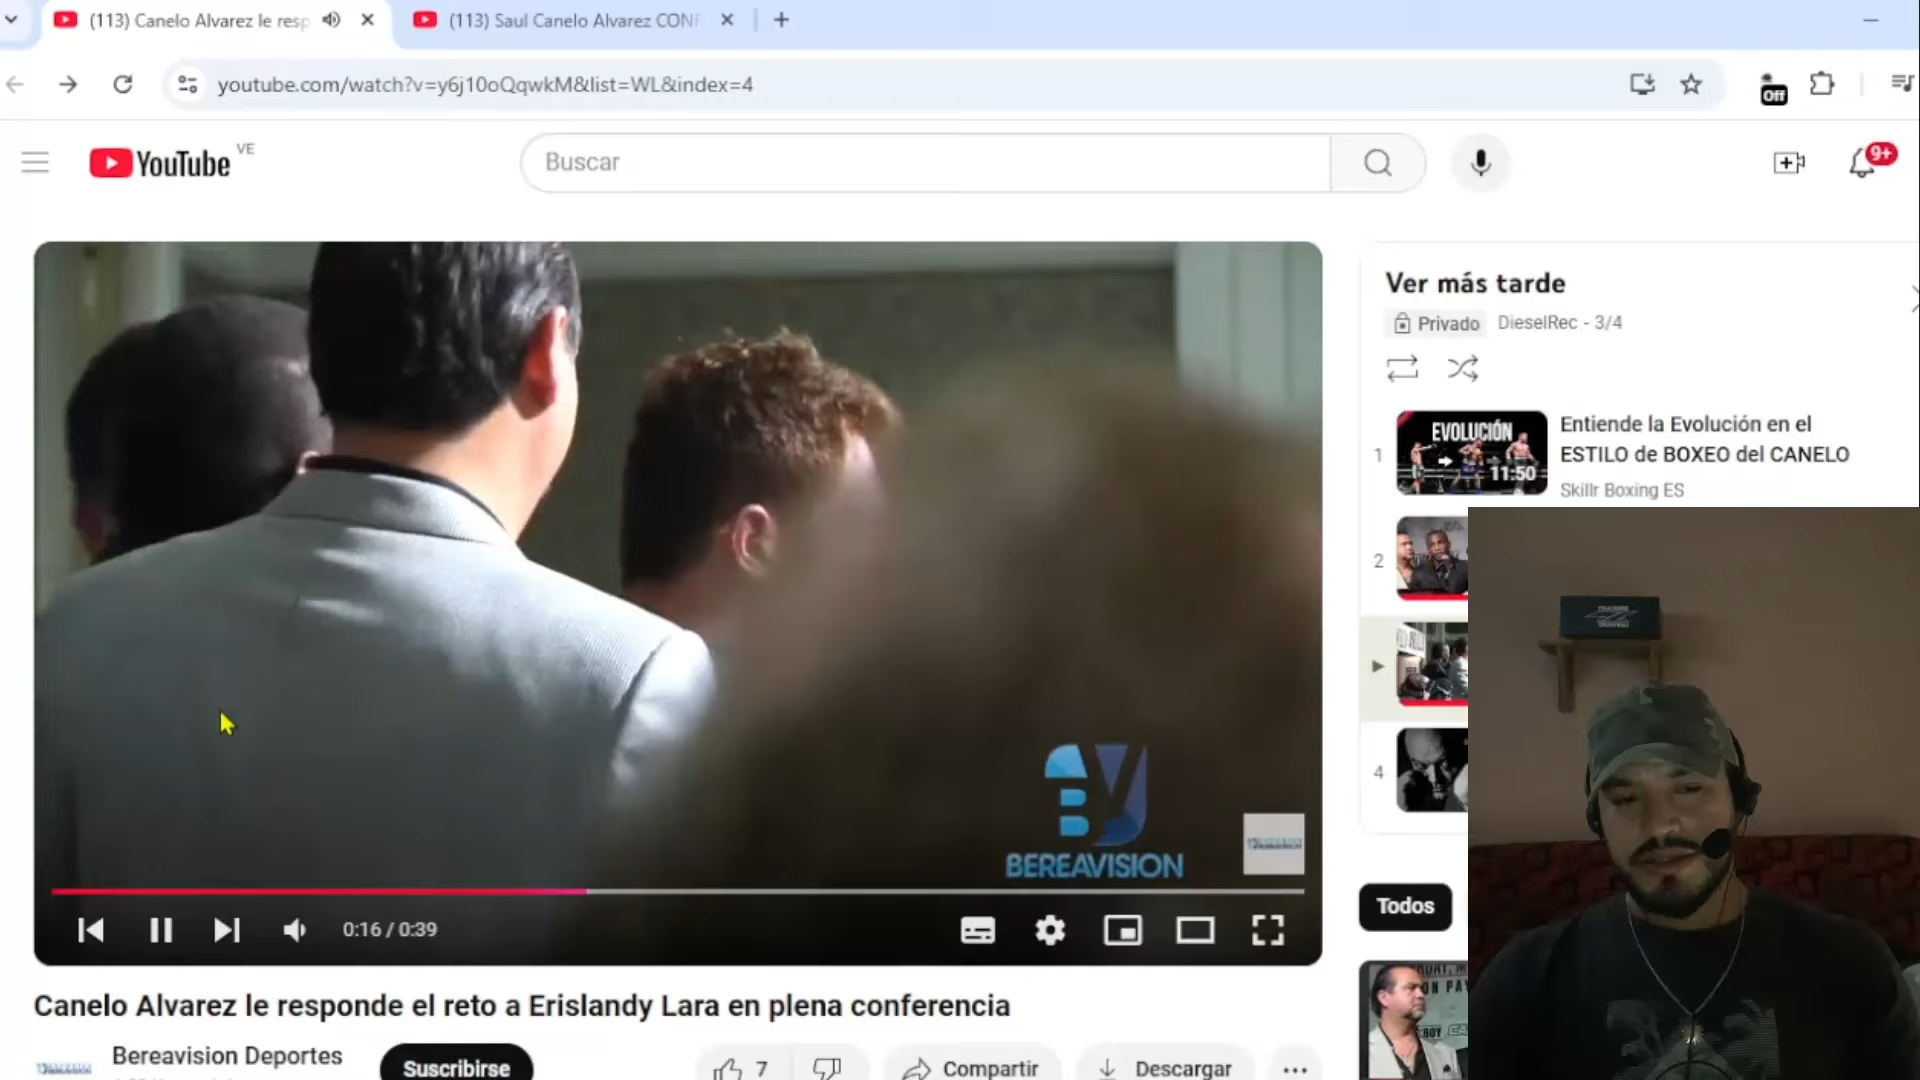 (113) Canelo Alvarez le resp
(113) Saul Canelo Alvarez CONF
youtube.com/watch?v=y6j10oQqwkM&list=WL&index=4
Off
YouTube VE
Buscar
9+
Ver más tarde
Privado DieselRec - 3/4
1
EVOLUCIÓN
11:50
Entiende la Evolución en el
ESTILO de BOXEO del CANELO
Skillr Boxing ES
2
4
BEREAVISION
0:16 / 0:39
Todos
Canelo Alvarez le responde el reto a Erislandy Lara en plena conferencia
Bereavision Deportes
Suscribirse
7
Compartir
Descargar